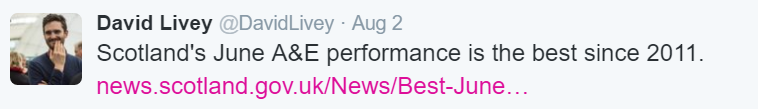 David Livey @DavidLivey · Aug 2
Scotland's June A&E performance is the best since 2011.
news.scotland.gov.uk/News/Best-June…